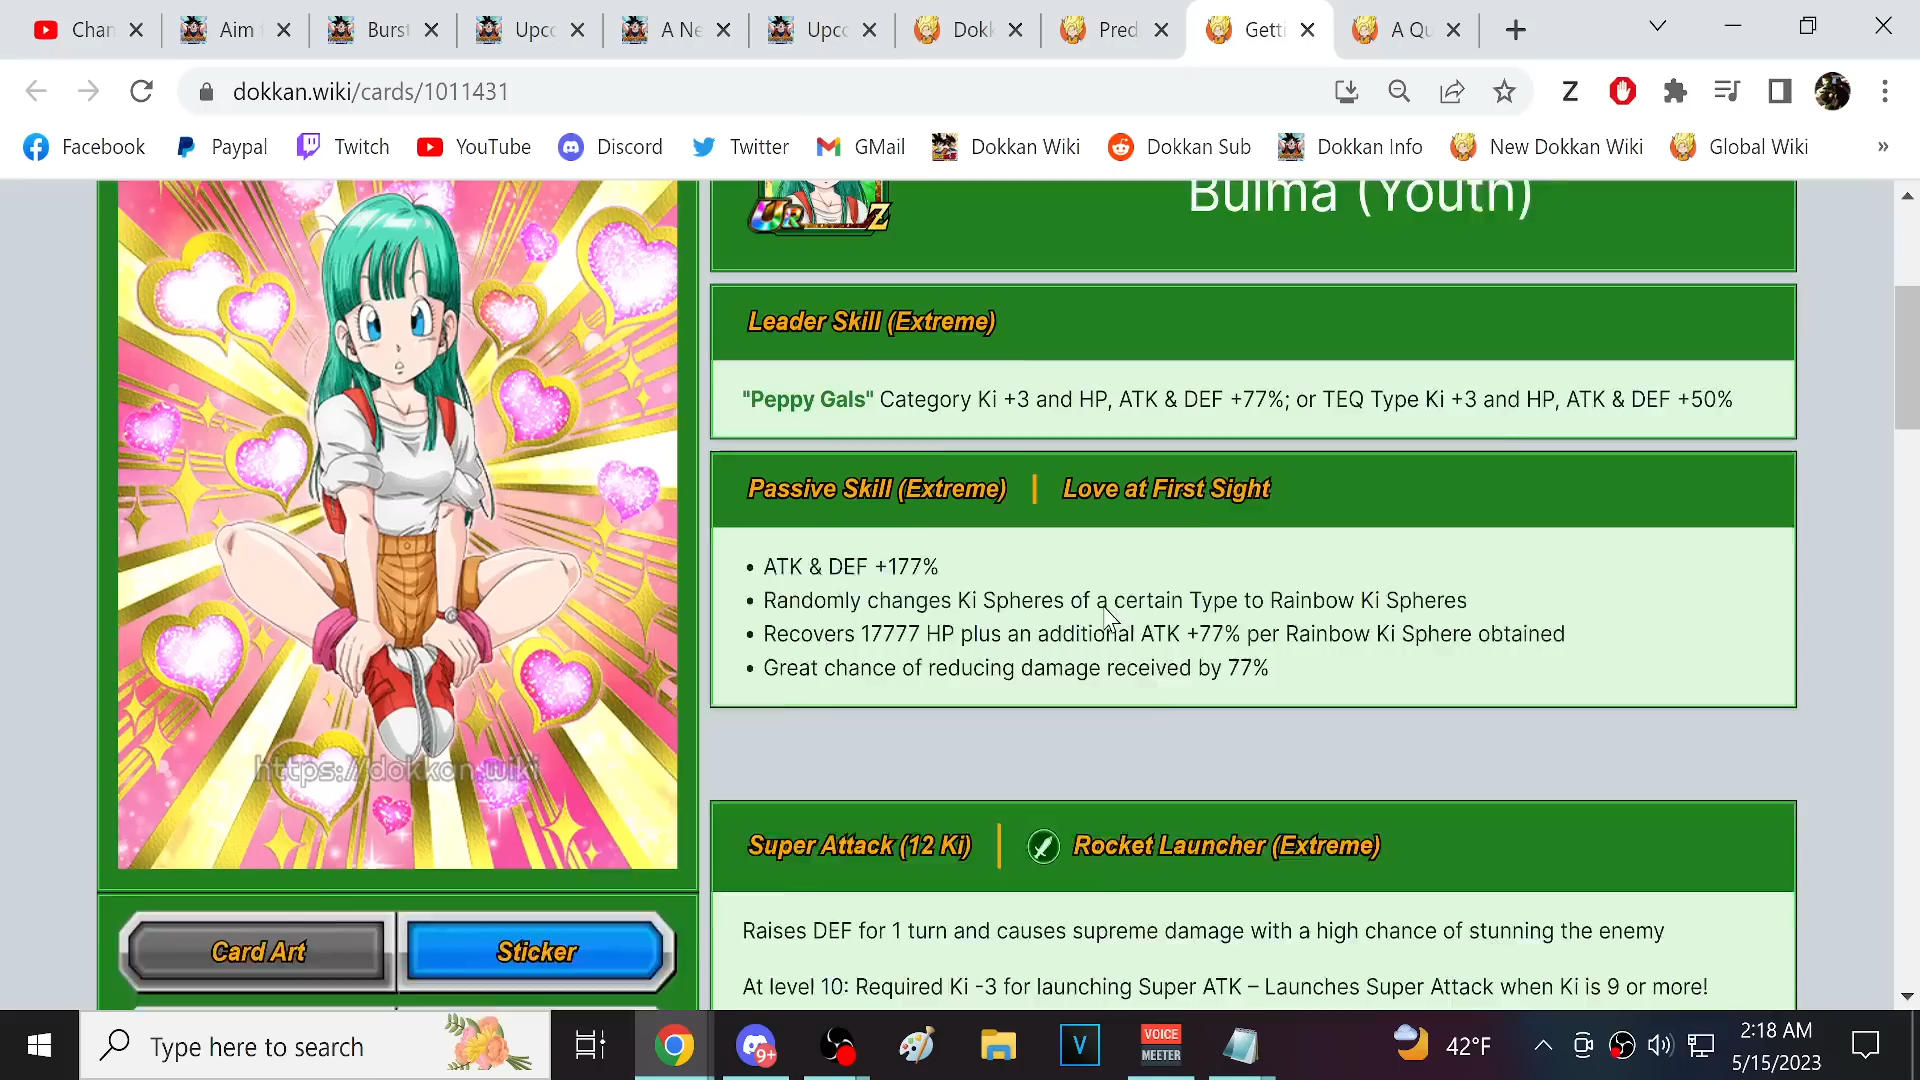 Chan
Aim
Burst
Upco
A Ne
Upco
Dokk
Pred
Getti
A Qu
dokkan.wiki/cards/1011431
Z
Facebook
Paypal
Twitch
YouTube
Discord
Twitter
GMail
Dokkan Wiki
Dokkan Sub
Dokkan Info
New Dokkan Wiki
Global Wiki
»
UR
Z
Bulma (Youth)
Leader Skill (Extreme)
"Peppy Gals" Category Ki +3 and HP, ATK & DEF +77%; or TEQ Type Ki +3 and HP, ATK & DEF +50%
Passive Skill (Extreme) | Love at First Sight
• ATK & DEF +177%
• Randomly changes Ki Spheres of a certain Type to Rainbow Ki Spheres
• Recovers 17777 HP plus an additional ATK +77% per Rainbow Ki Sphere obtained
• Great chance of reducing damage received by 77%
https://dokkan.wiki
Super Attack (12 Ki) | Rocket Launcher (Extreme)
Raises DEF for 1 turn and causes supreme damage with a high chance of stunning the enemy
At level 10: Required Ki -3 for launching Super ATK – Launches Super Attack when Ki is 9 or more!
Card Art
Sticker
Type here to search
9+
V
VOICE
MEETER
42°F
2:18 AM
5/15/2023